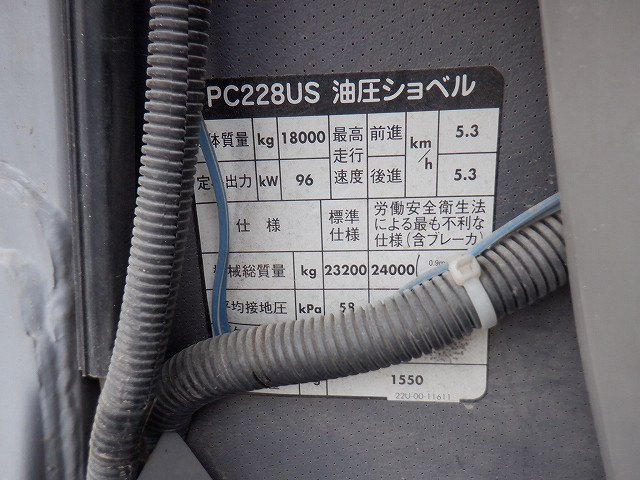 PC228US 油圧ショベル
体質量 kg 18000 最高走行速度 前進 km/h 5.3
出力 kW 96 後進 5.3
仕様 標準仕様 労働安全衛生法による最も不利な仕様(含ブレーカ)
械総質量 kg 23200 24000/
平均接地圧 kPa
1550
22U-00-11611